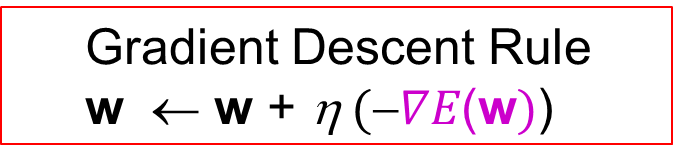 Gradient Descent Rule
w ← w + η (−∇E(w))